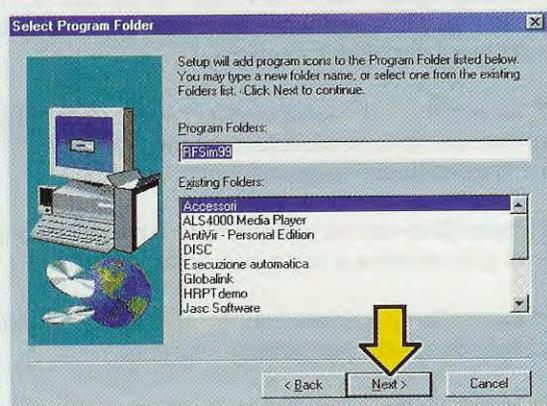 Select Program Folder
Setup will add program icons to the Program Folder listed below.
You may type a new folder name, or select one from the existing
Folders list. Click Next to continue.
Program Folders:
RFSim99
Existing Folders:
Accessori
ALS4000 Media Player
AntiVir - Personal Edition
DISC
Esecuzione automatica
Globalink
HRPTdemo
Jasc Software
< Back
Next >
Cancel